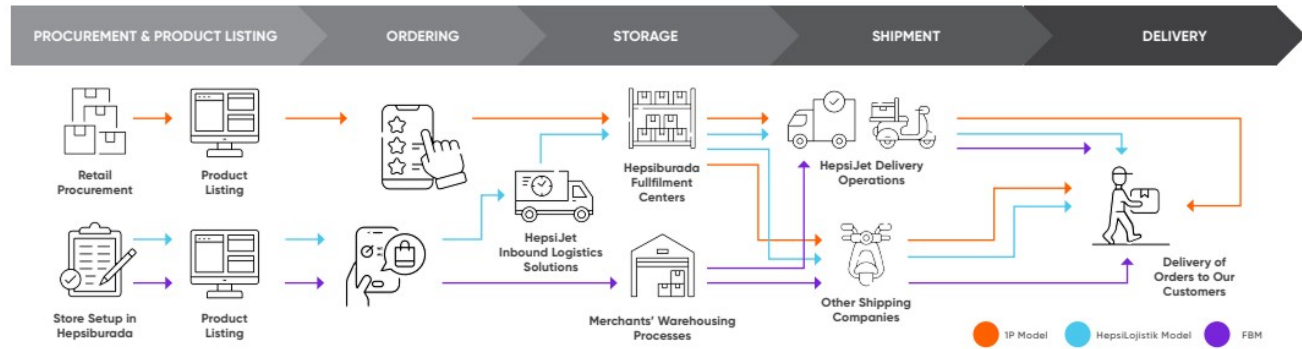 PROCUREMENT & PRODUCT LISTING
ORDERING
STORAGE
SHIPMENT
DELIVERY
Retail
Procurement
Product
Listing
Hepsiburada
Fullfilment
Centers
HepsiJet Delivery
Operations
HepsiJet
Inbound Logistics
Solutions
Store Setup in
Hepsiburada
Product
Listing
Merchants' Warehousing
Processes
Other Shipping
Companies
Delivery of
Orders to Our
Customers
1P Model
HepsiLojistik Model
FBM